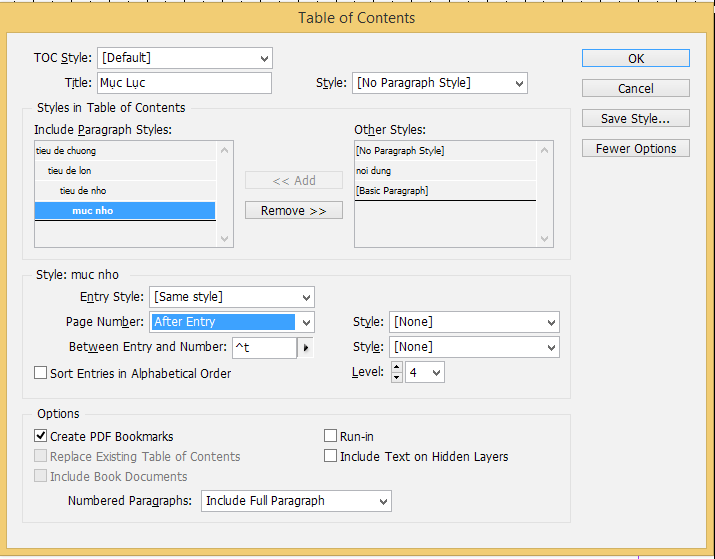 Table of Contents
TOC Style: [Default]
OK
Title: Mục Lục Style: [No Paragraph Style]
Cancel
Styles in Table of Contents
Save Style...
Include Paragraph Styles: Other Styles:
Fewer Options
tieu de chuong [No Paragraph Style]
tieu de lon noi dung
<< Add
tieu de nho [Basic Paragraph]
muc nho
Remove >>
Style: muc nho
Entry Style: [Same style]
Page Number: After Entry Style: [None]
Between Entry and Number: ^t Style: [None]
Sort Entries in Alphabetical Order Level: 4
Options
Create PDF Bookmarks Run-in
Replace Existing Table of Contents Include Text on Hidden Layers
Include Book Documents
Numbered Paragraphs: Include Full Paragraph